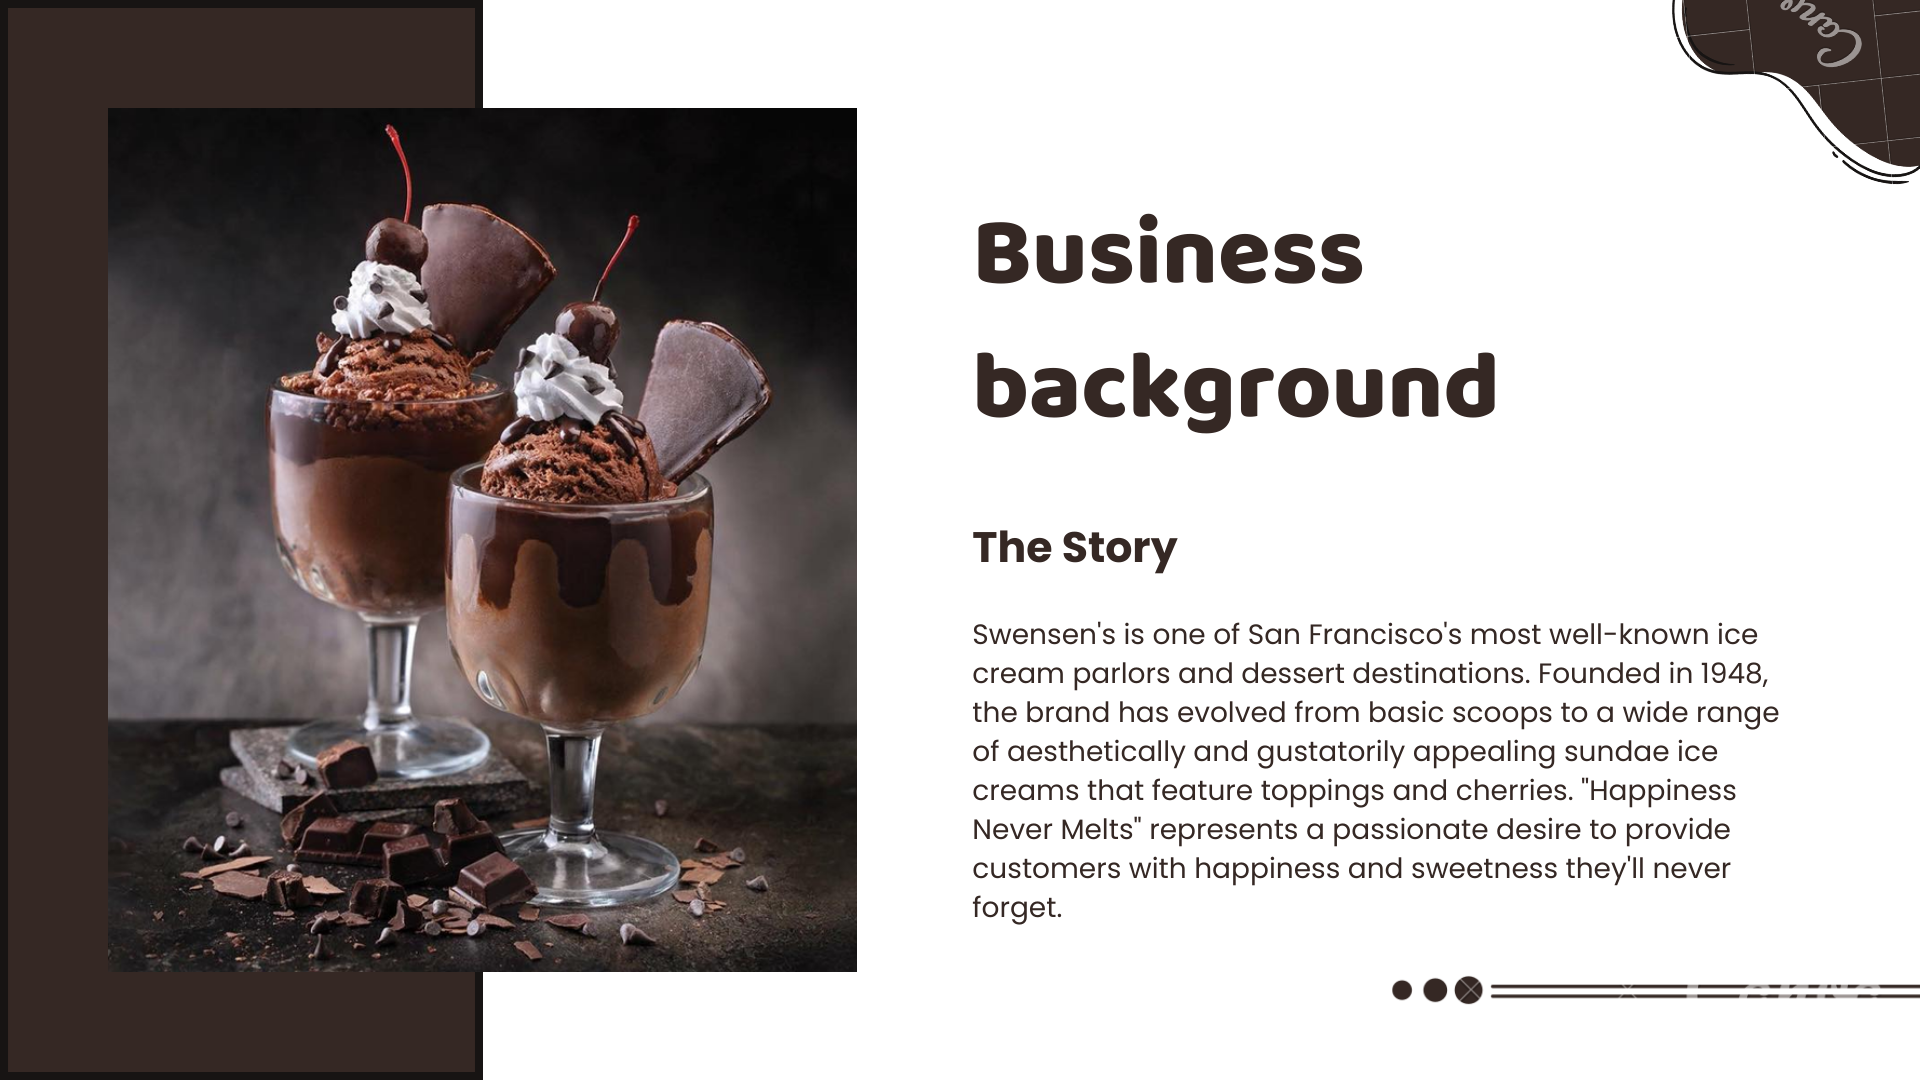 Canv
Business
background
The Story
Swensen's is one of San Francisco's most well-known ice
cream parlors and dessert destinations. Founded in 1948,
the brand has evolved from basic scoops to a wide range
of aesthetically and gustatorily appealing sundae ice
creams that feature toppings and cherries. "Happiness
Never Melts" represents a passionate desire to provide
customers with happiness and sweetness they'll never
forget.